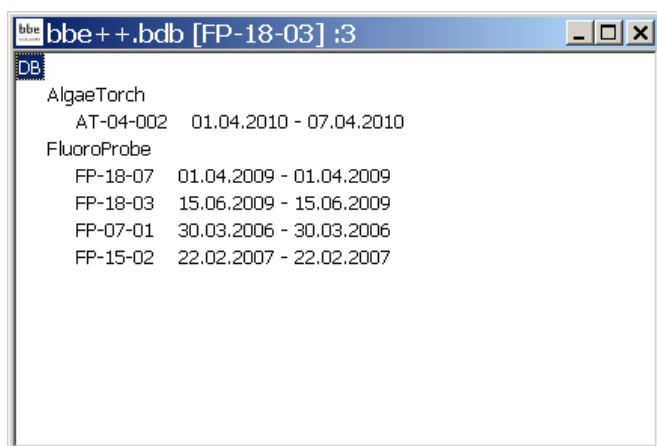 bbe bbe++.bdb [FP-18-03] :3
DB
AlgaeTorch
AT-04-002 01.04.2010 - 07.04.2010
FluoroProbe
FP-18-07 01.04.2009 - 01.04.2009
FP-18-03 15.06.2009 - 15.06.2009
FP-07-01 30.03.2006 - 30.03.2006
FP-15-02 22.02.2007 - 22.02.2007